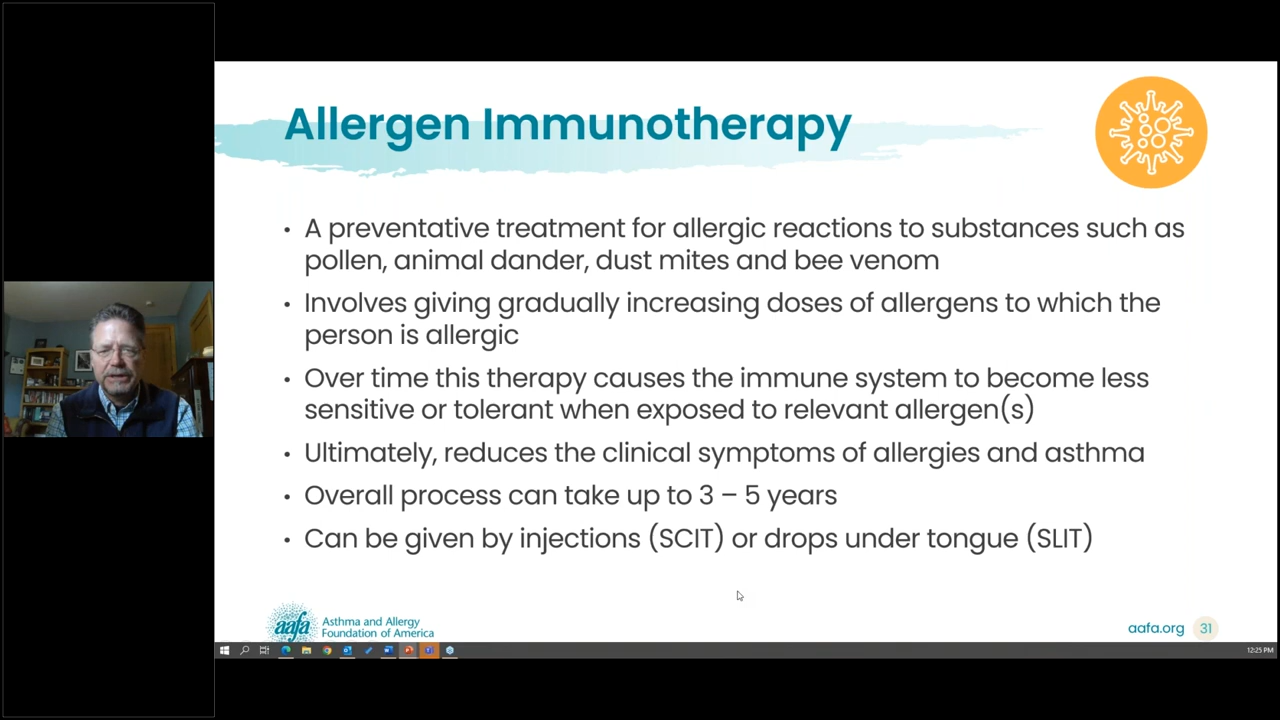 Allergen Immunotherapy
• A preventative treatment for allergic reactions to substances such as
pollen, animal dander, dust mites and bee venom
• Involves giving gradually increasing doses of allergens to which the
person is allergic
• Over time this therapy causes the immune system to become less
sensitive or tolerant when exposed to relevant allergen(s)
• Ultimately, reduces the clinical symptoms of allergies and asthma
• Overall process can take up to 3 – 5 years
• Can be given by injections (SCIT) or drops under tongue (SLIT)
aafa
Asthma and Allergy
Foundation of America
aafa.org 31
12:25 PM